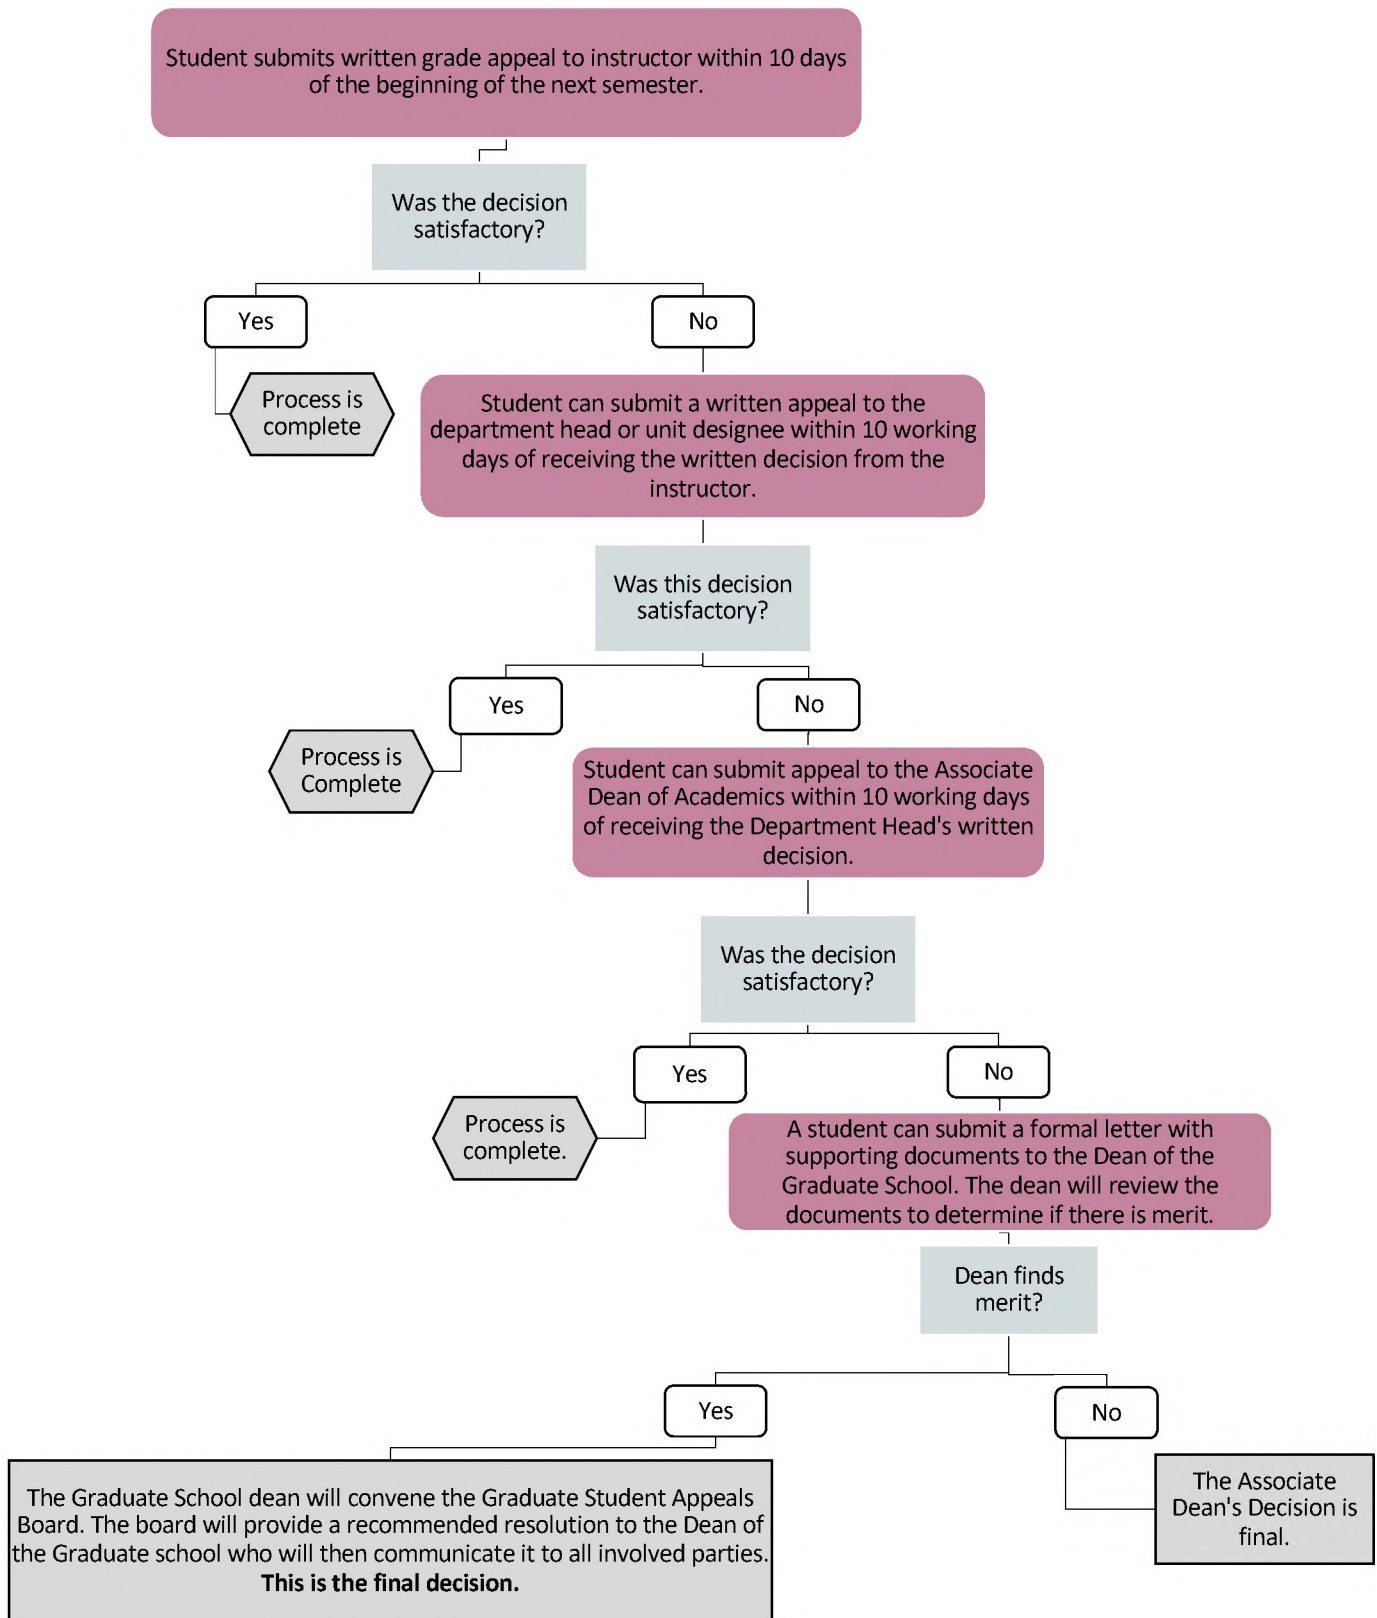 Student submits written grade appeal to instructor within 10 days
of the beginning of the next semester.
Was the decision
satisfactory?
Yes
No
Process is
complete
Student can submit a written appeal to the
department head or unit designee within 10 working
days of receiving the written decision from the
instructor.
Was this decision
satisfactory?
Yes
No
Process is
Complete
Student can submit appeal to the Associate
Dean of Academics within 10 working days
of receiving the Department Head's written
decision.
Was the decision
satisfactory?
Yes
No
Process is
complete.
A student can submit a formal letter with
supporting documents to the Dean of the
Graduate School. The dean will review the
documents to determine if there is merit.
Dean finds
merit?
Yes
No
The Graduate School dean will convene the Graduate Student Appeals
Board. The board will provide a recommended resolution to the Dean of
the Graduate school who will then communicate it to all involved parties.
This is the final decision.
The Associate
Dean's Decision is
final.